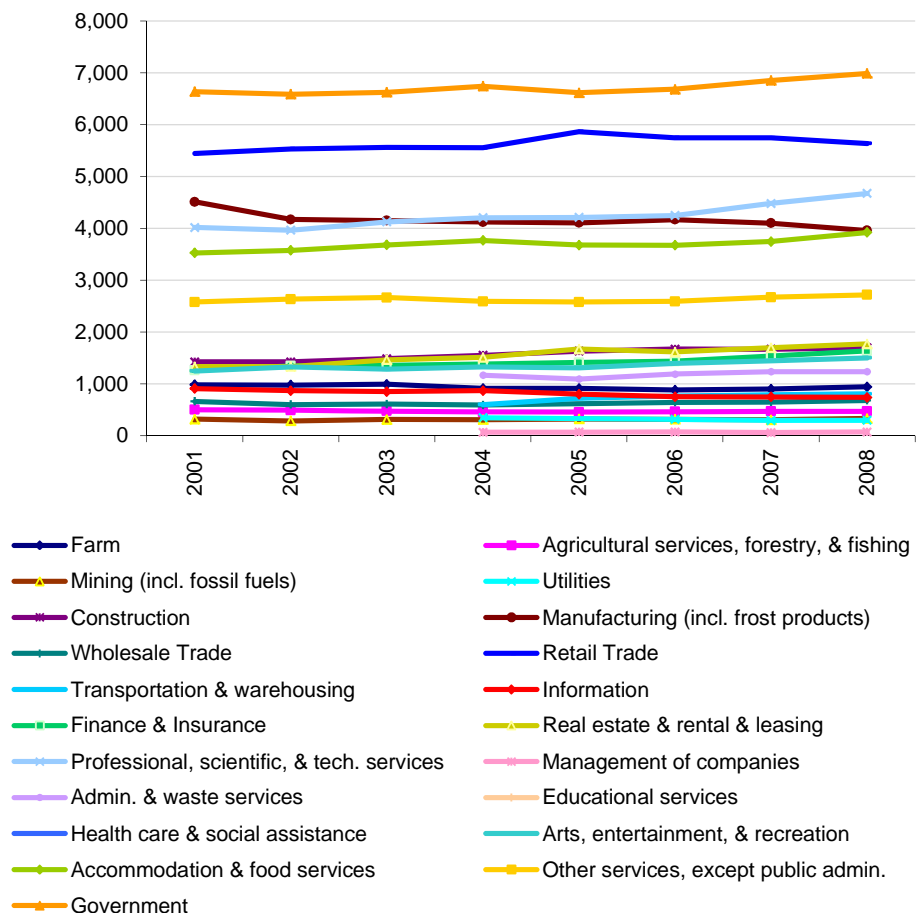 8,000
7,000
6,000
5,000
4,000
3,000
2,000
1,000
0
2001
2002
2003
2004
2005
2006
2007
2008
Farm
Agricultural services, forestry, & fishing
Mining (incl. fossil fuels)
Utilities
Construction
Manufacturing (incl. frost products)
Wholesale Trade
Retail Trade
Transportation & warehousing
Information
Finance & Insurance
Real estate & rental & leasing
Professional, scientific, & tech. services
Management of companies
Admin. & waste services
Educational services
Health care & social assistance
Arts, entertainment, & recreation
Accommodation & food services
Other services, except public admin.
Government